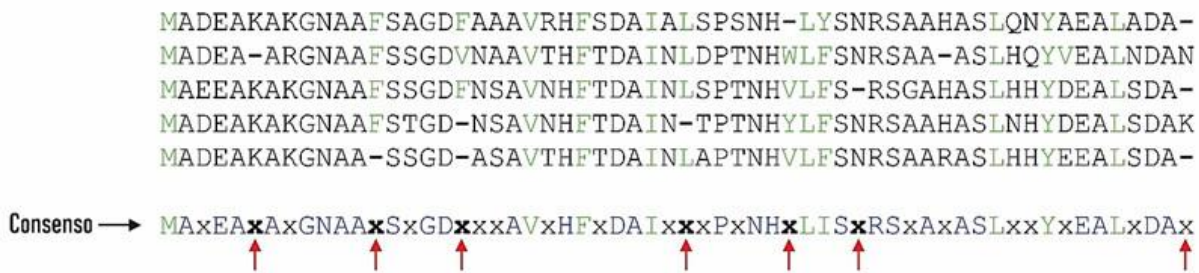 MADEAKAKGNAAFSAGDFAAAVRHFSDAIALSPSNH-LYSNRSAAHASLQNYAEALADA-
MADEA-ARGNAAFSSGDVNAAVTHFTDAINLDPTNHWLFSNRSAA-ASLHQYVEALNDAN
MAEEAKAKGNAAFSSGDFNSAVNHFTDAINLSPTNHVLFS-RSGAHASLHHYDEALSDA-
MADEAKAKGNAAFSTGD-NSAVNHFTDAIN-TPTNHYLFSNRSAAHASLNHYDEALSDAK
MADEAKAKGNAA-SSGD-ASAVTHFTDAINLAPTNHVLFSNRSAARASLHHYEEALSDA-
Consenso → MAxEAxAxGNAAxSxGDxxxAVxHFxDAIxxxPxNHxLISxRSxAxASLxxYxEALxDAx